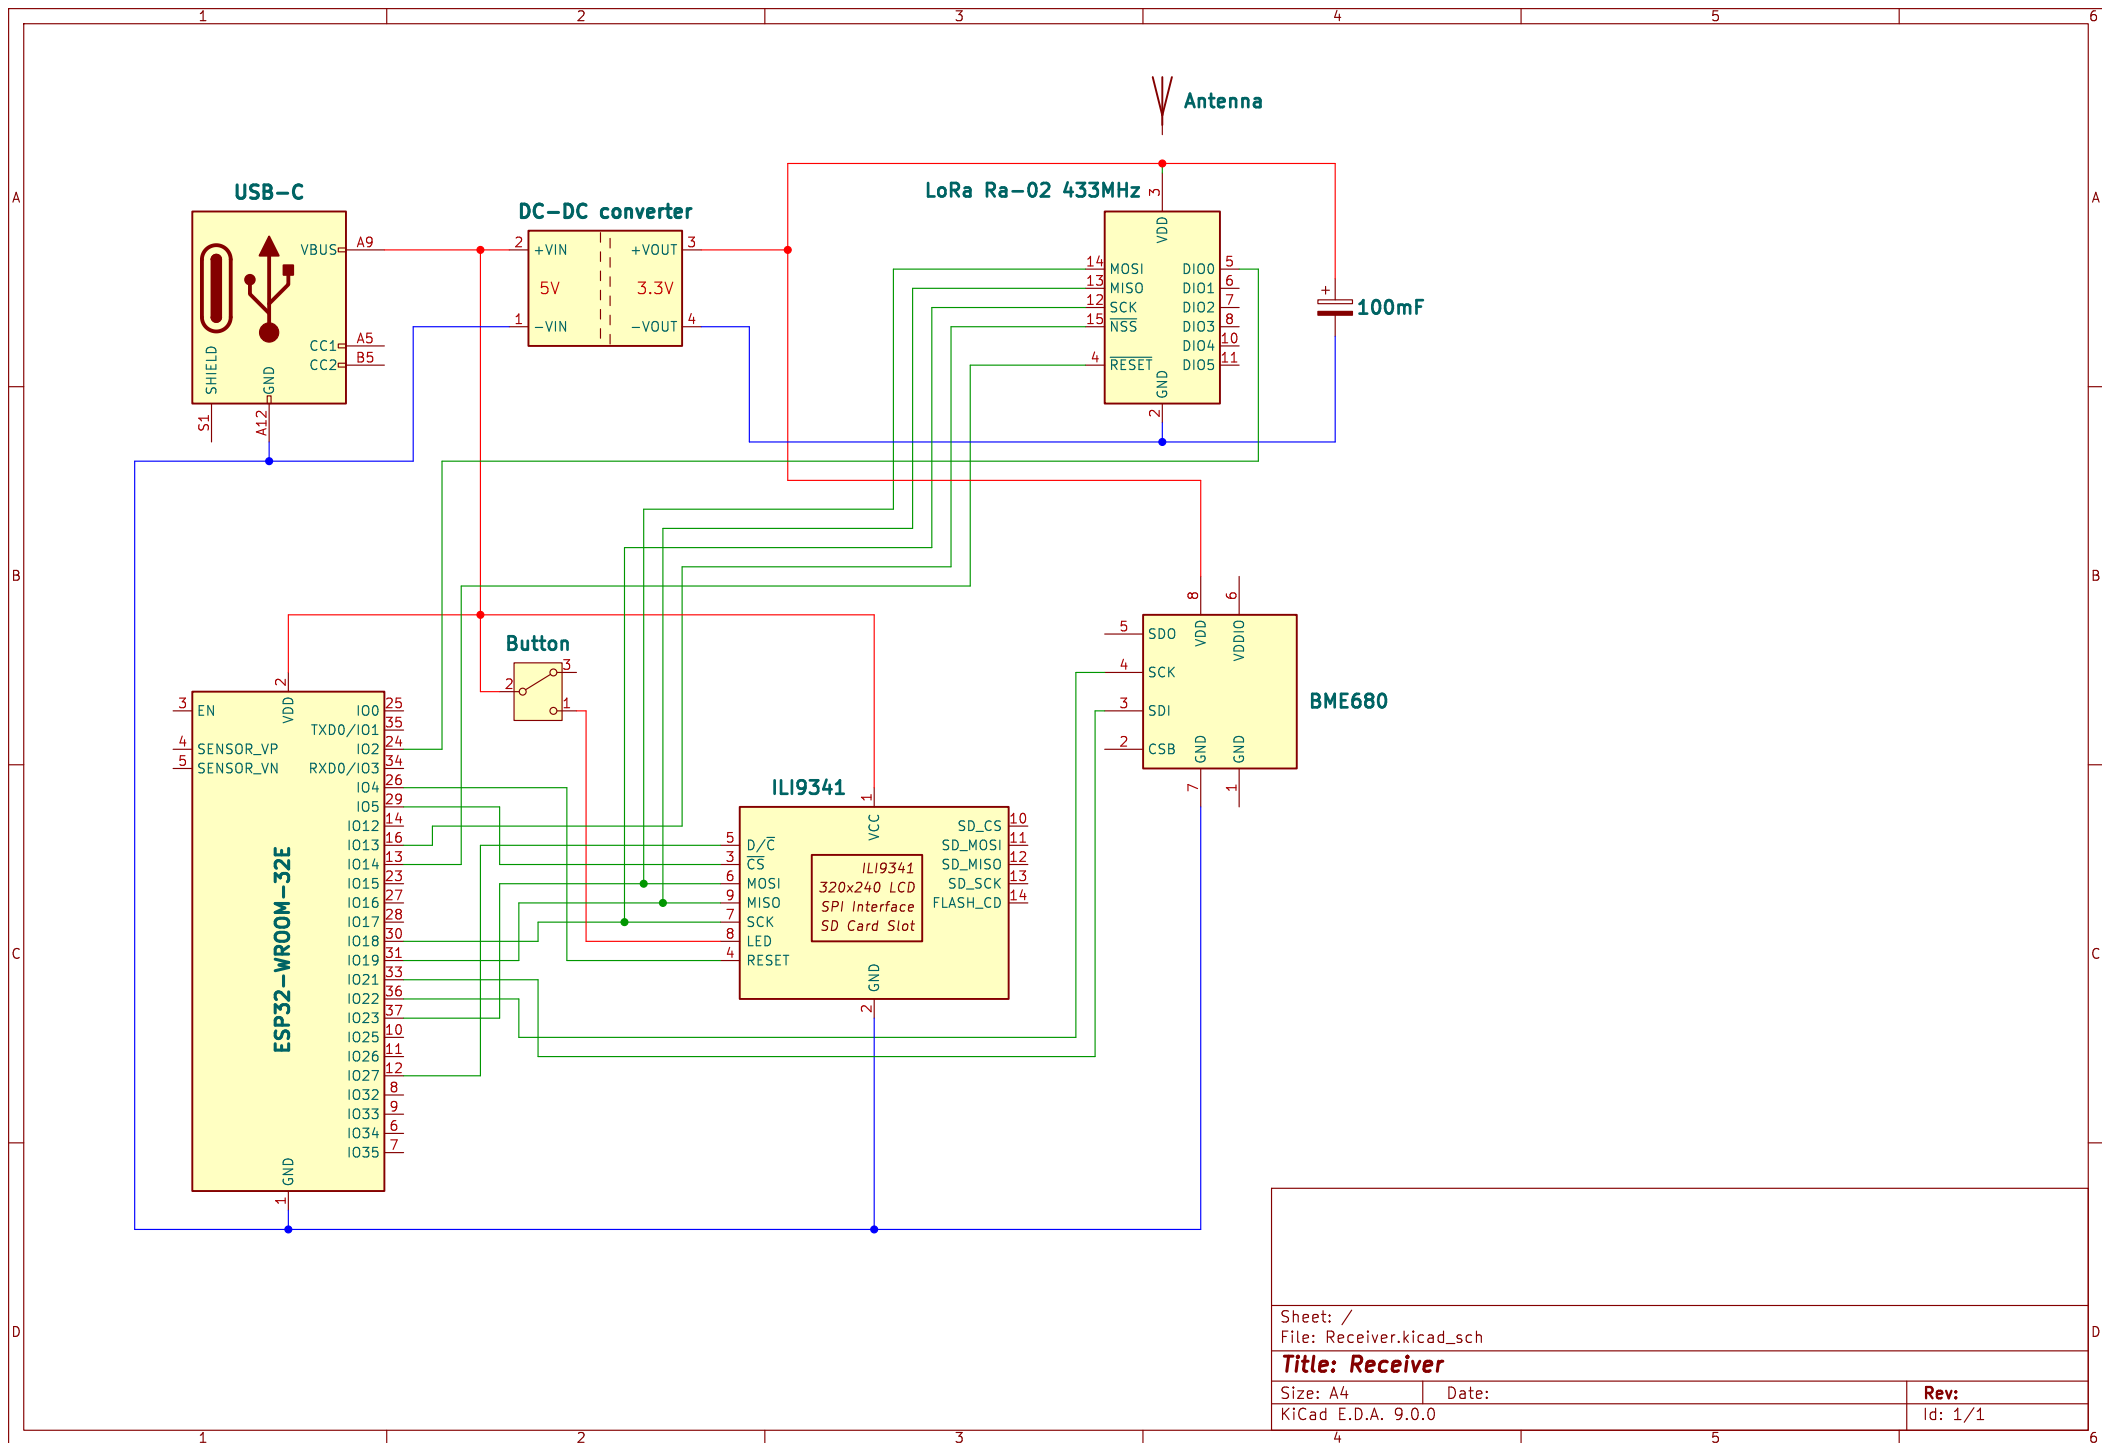 1 2 3 4 5 6
A
B
C
D
A
B
C
D
Antenna
USB-C
VBUS A9
CC1 A5
CC2 B5
SHIELD
S1
GND
A12
DC-DC converter
2 +VIN +VOUT 3
5V 3.3V
1 -VIN -VOUT 4
LoRa Ra-02 433MHz
3
VDD
14 MOSI DIO0 5
13 MISO DIO1 6
12 SCK DIO2 7
15 NSS DIO3 8
DIO4 10
4 RESET DIO5 11
GND
2
+
100mF
Button
3
2
1
8 6
VDD VDDIO
5 SDO
4 SCK
3 SDI
2 CSB
GND GND
7 1
BME680
2
VDD
3 EN
4 SENSOR_VP
5 SENSOR_VN
ESP32-WROOM-32E
IO0 25
TXD0/IO1 35
IO2 24
RXD0/IO3 34
IO4 26
IO5 29
IO12 14
IO13 16
IO14 13
IO15 23
IO16 27
IO17 28
IO18 30
IO19 31
IO21 33
IO22 36
IO23 37
IO25 10
IO26 11
IO27 12
IO32 8
IO33 9
IO34 6
IO35 7
GND
1
ILI9341
1
VCC
5 D/C
3 CS
6 MOSI
9 MISO
7 SCK
8 LED
4 RESET
ILI9341
320x240 LCD
SPI Interface
SD Card Slot
SD_CS 10
SD_MOSI 11
SD_MISO 12
SD_SCK 13
FLASH_CD 14
GND
2
Sheet: /
File: Receiver.kicad_sch
Title: Receiver
Size: A4 Date: Rev:
KiCad E.D.A. 9.0.0 Id: 1/1
1 2 3 4 5 6